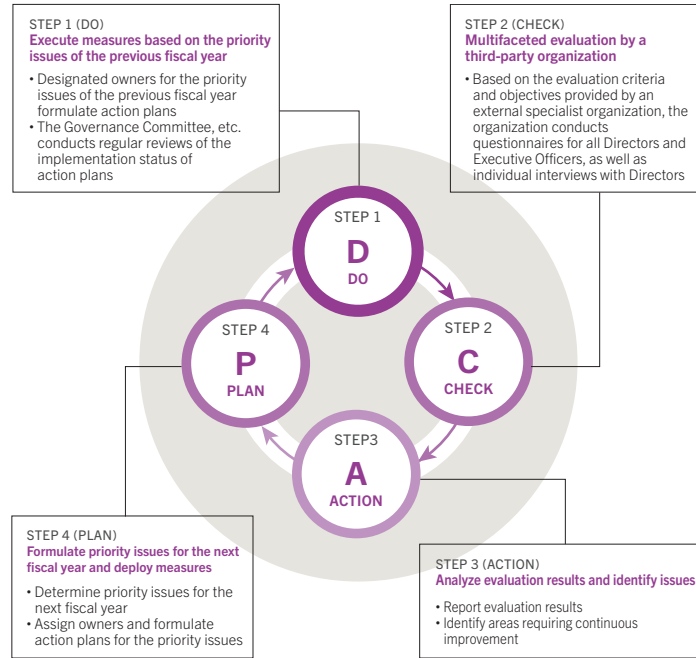 STEP 1 (DO)
Execute measures based on the priority
issues of the previous fiscal year
• Designated owners for the priority
issues of the previous fiscal year
formulate action plans
• The Governance Committee, etc.
conducts regular reviews of the
implementation status of
action plans
STEP 2 (CHECK)
Multifaceted evaluation by a
third-party organization
• Based on the evaluation criteria
and objectives provided by an
external specialist organization, the
organization conducts
questionnaires for all Directors and
Executive Officers, as well as
individual interviews with Directors
STEP 1
D
DO
STEP 2
C
CHECK
STEP3
A
ACTION
STEP 4
P
PLAN
STEP 4 (PLAN)
Formulate priority issues for the next
fiscal year and deploy measures
• Determine priority issues for the
next fiscal year
• Assign owners and formulate
action plans for the priority issues
STEP 3 (ACTION)
Analyze evaluation results and identify issues
• Report evaluation results
• Identify areas requiring continuous
improvement